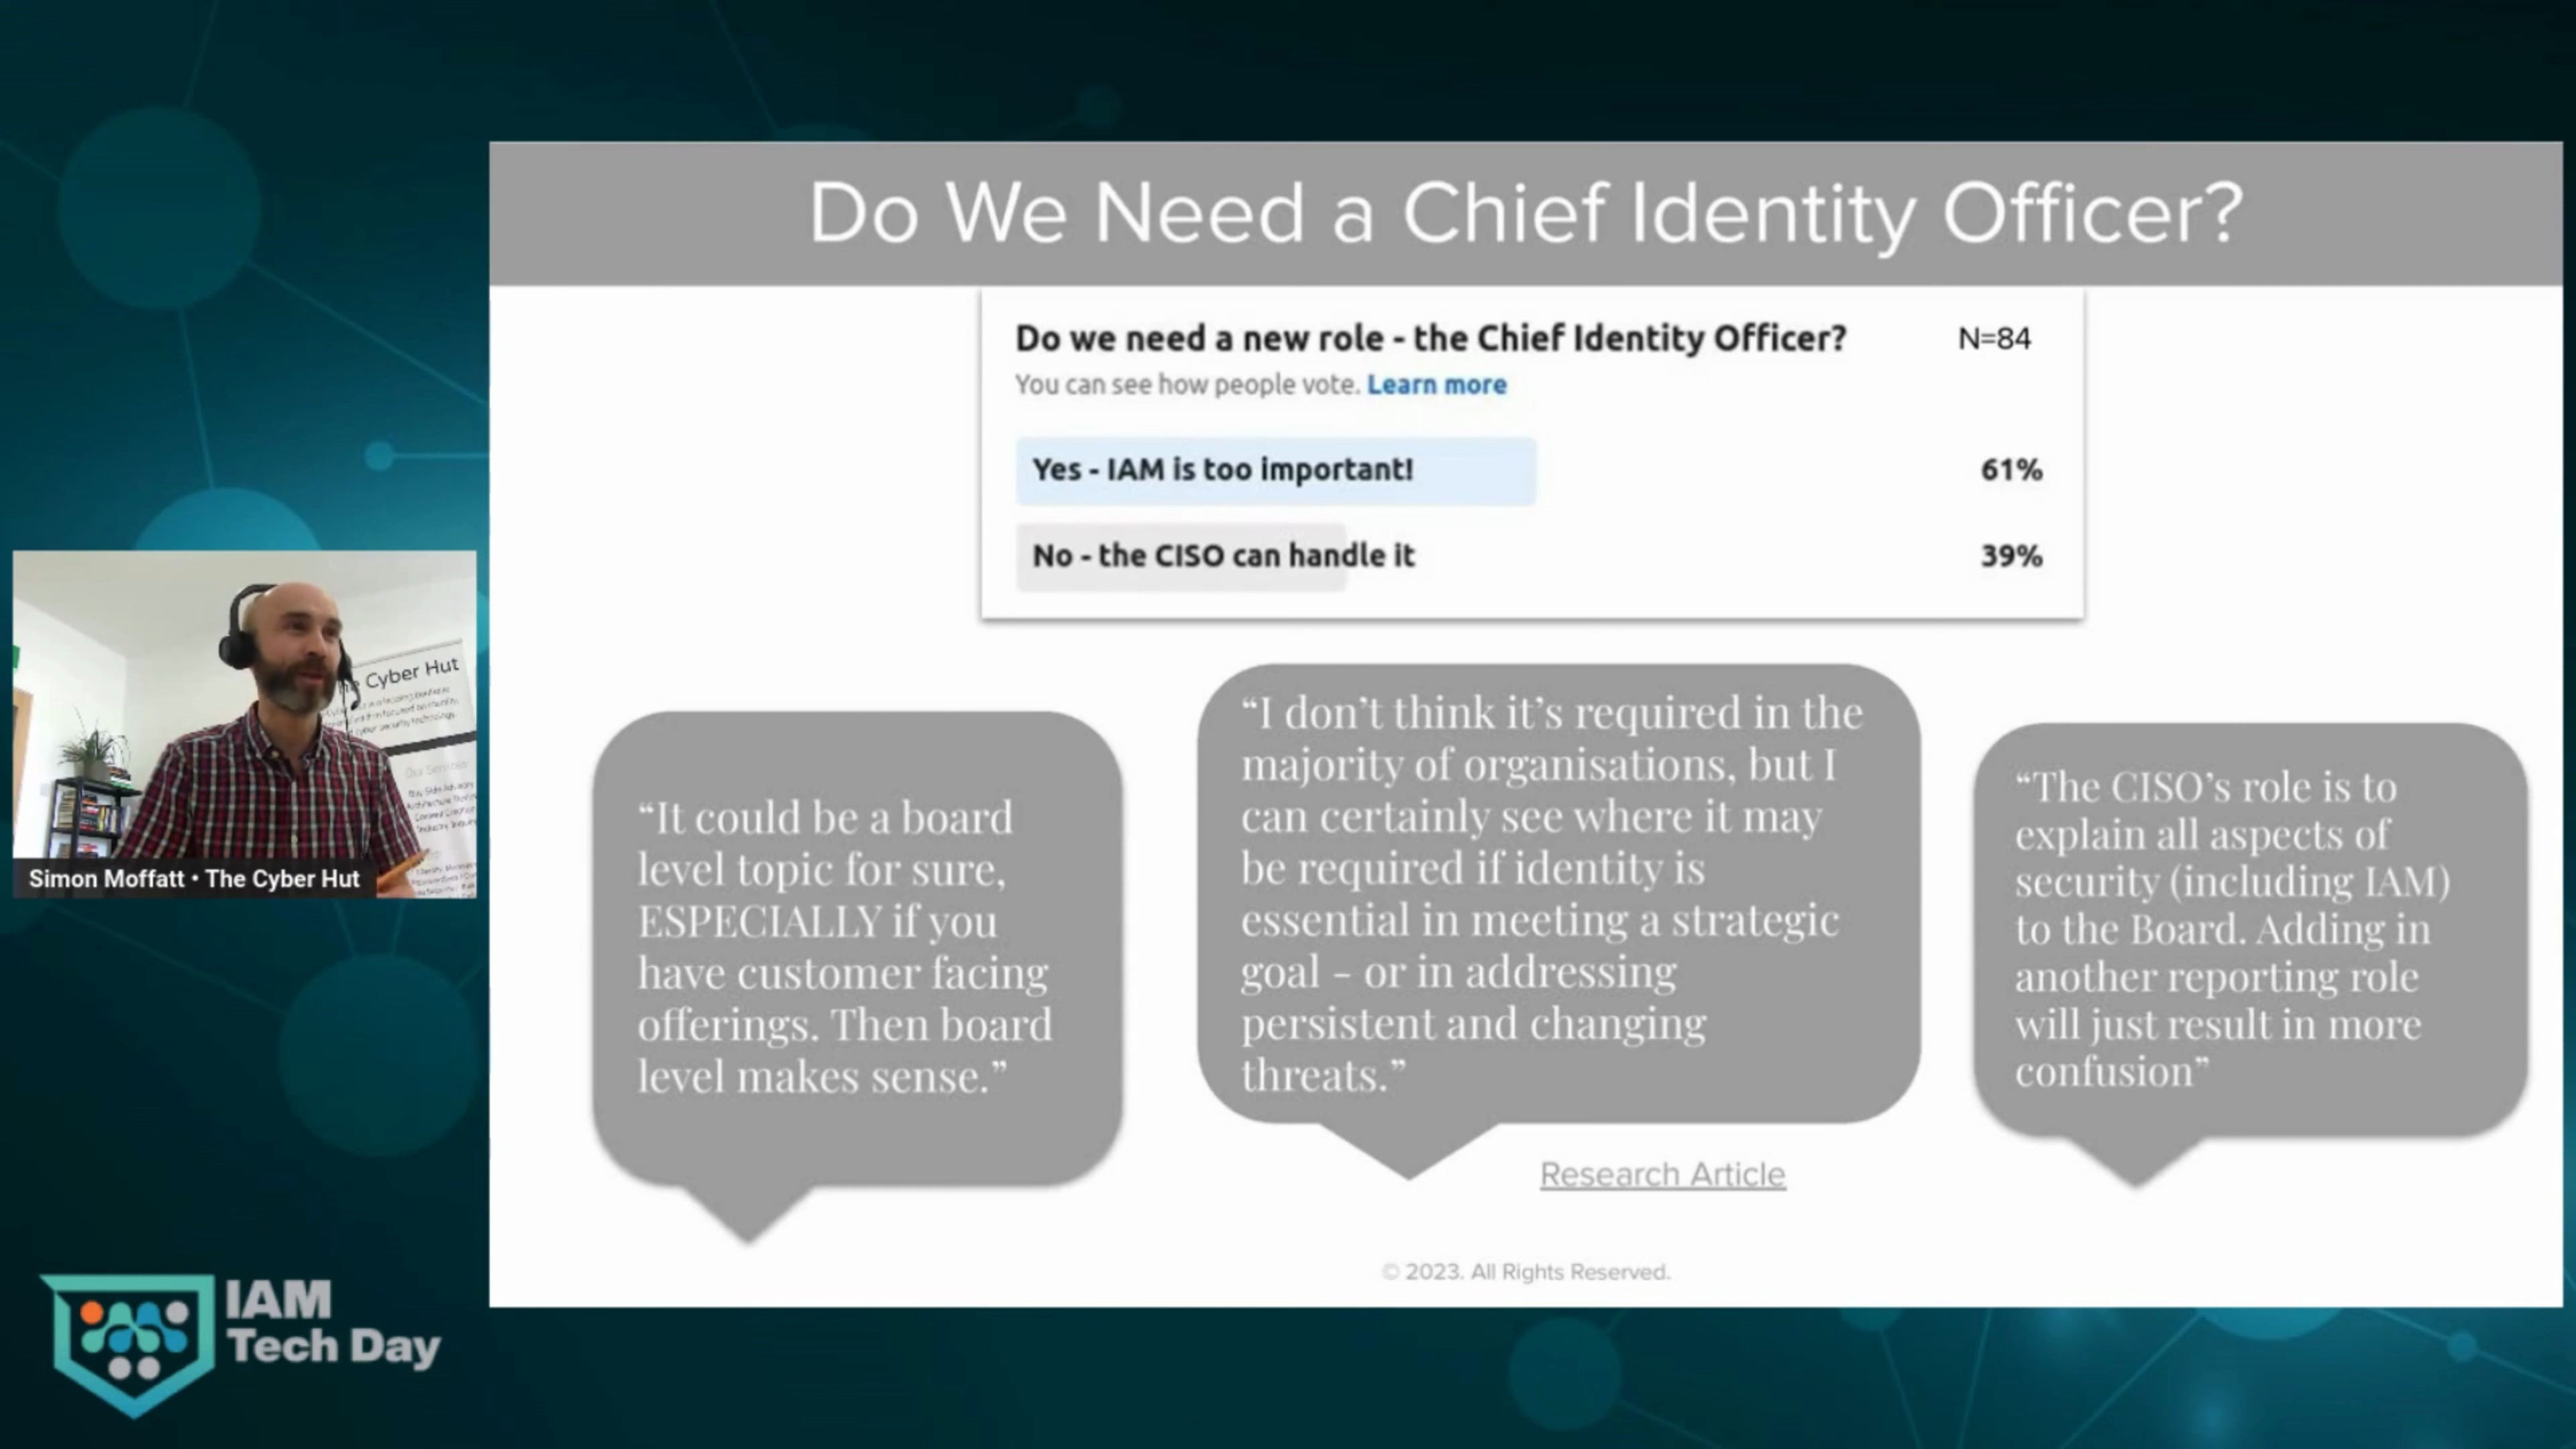 Do We Need a Chief Identity Officer?
Do we need a new role - the Chief Identity Officer?
N=84
You can see how people vote. Learn more
Yes - IAM is too important!
61%
No - the CISO can handle it
39%
“It could be a board
level topic for sure,
ESPECIALLY if you
have customer facing
offerings. Then board
level makes sense.”
“I don’t think it’s required in the
majority of organisations, but I
can certainly see where it may
be required if identity is
essential in meeting a strategic
goal - or in addressing
persistent and changing
threats.”
“The CISO’s role is to
explain all aspects of
security (including IAM)
to the Board. Adding in
another reporting role
will just result in more
confusion”
Research Article
© 2023. All Rights Reserved.
Cyber Hut
Our Services
Simon Moffatt • The Cyber Hut
IAM
Tech Day